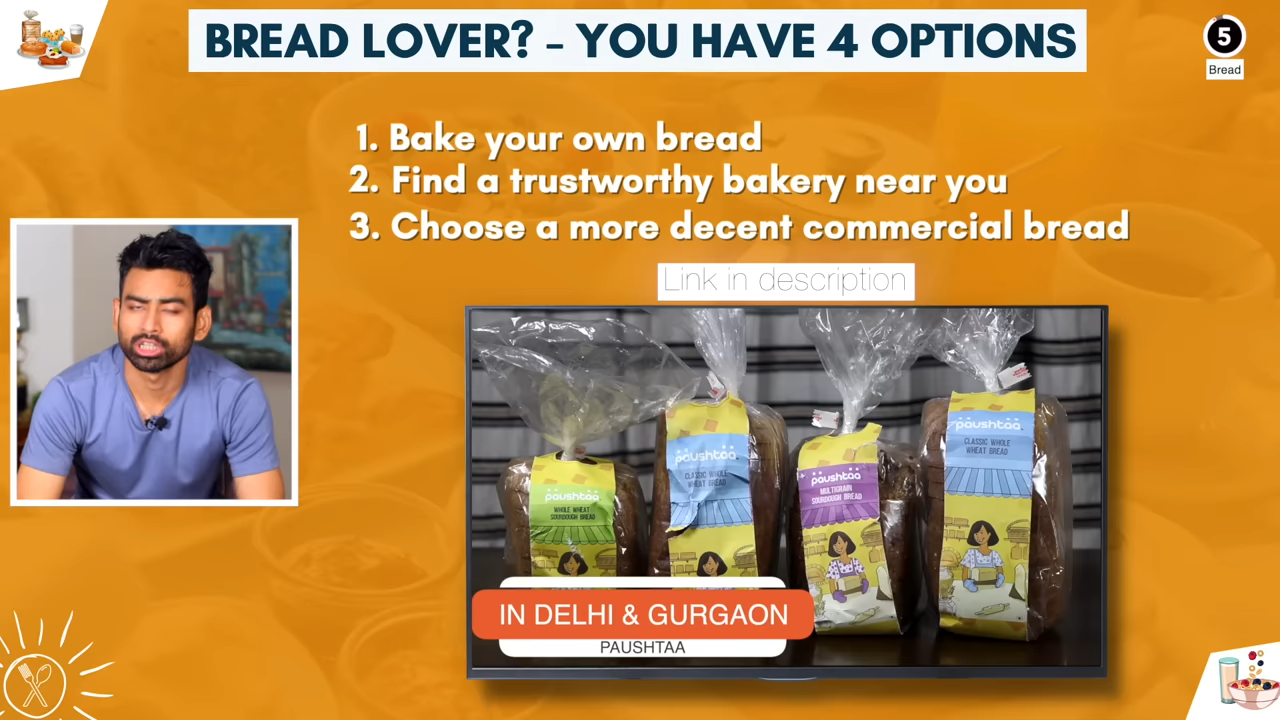 BREAD LOVER? - YOU HAVE 4 OPTIONS
5
Bread
1. Bake your own bread
2. Find a trustworthy bakery near you
3. Choose a more decent commercial bread
Link in description
paushtaa
WHOLE WHEAT
SOURDOUGH BREAD
paushtaa
CLASSIC WHOLE
WHEAT BREAD
paushtaa
MULTIGRAIN
SOURDOUGH BREAD
paushtaa
CLASSIC WHOLE
WHEAT BREAD
IN DELHI & GURGAON
PAUSHTAA